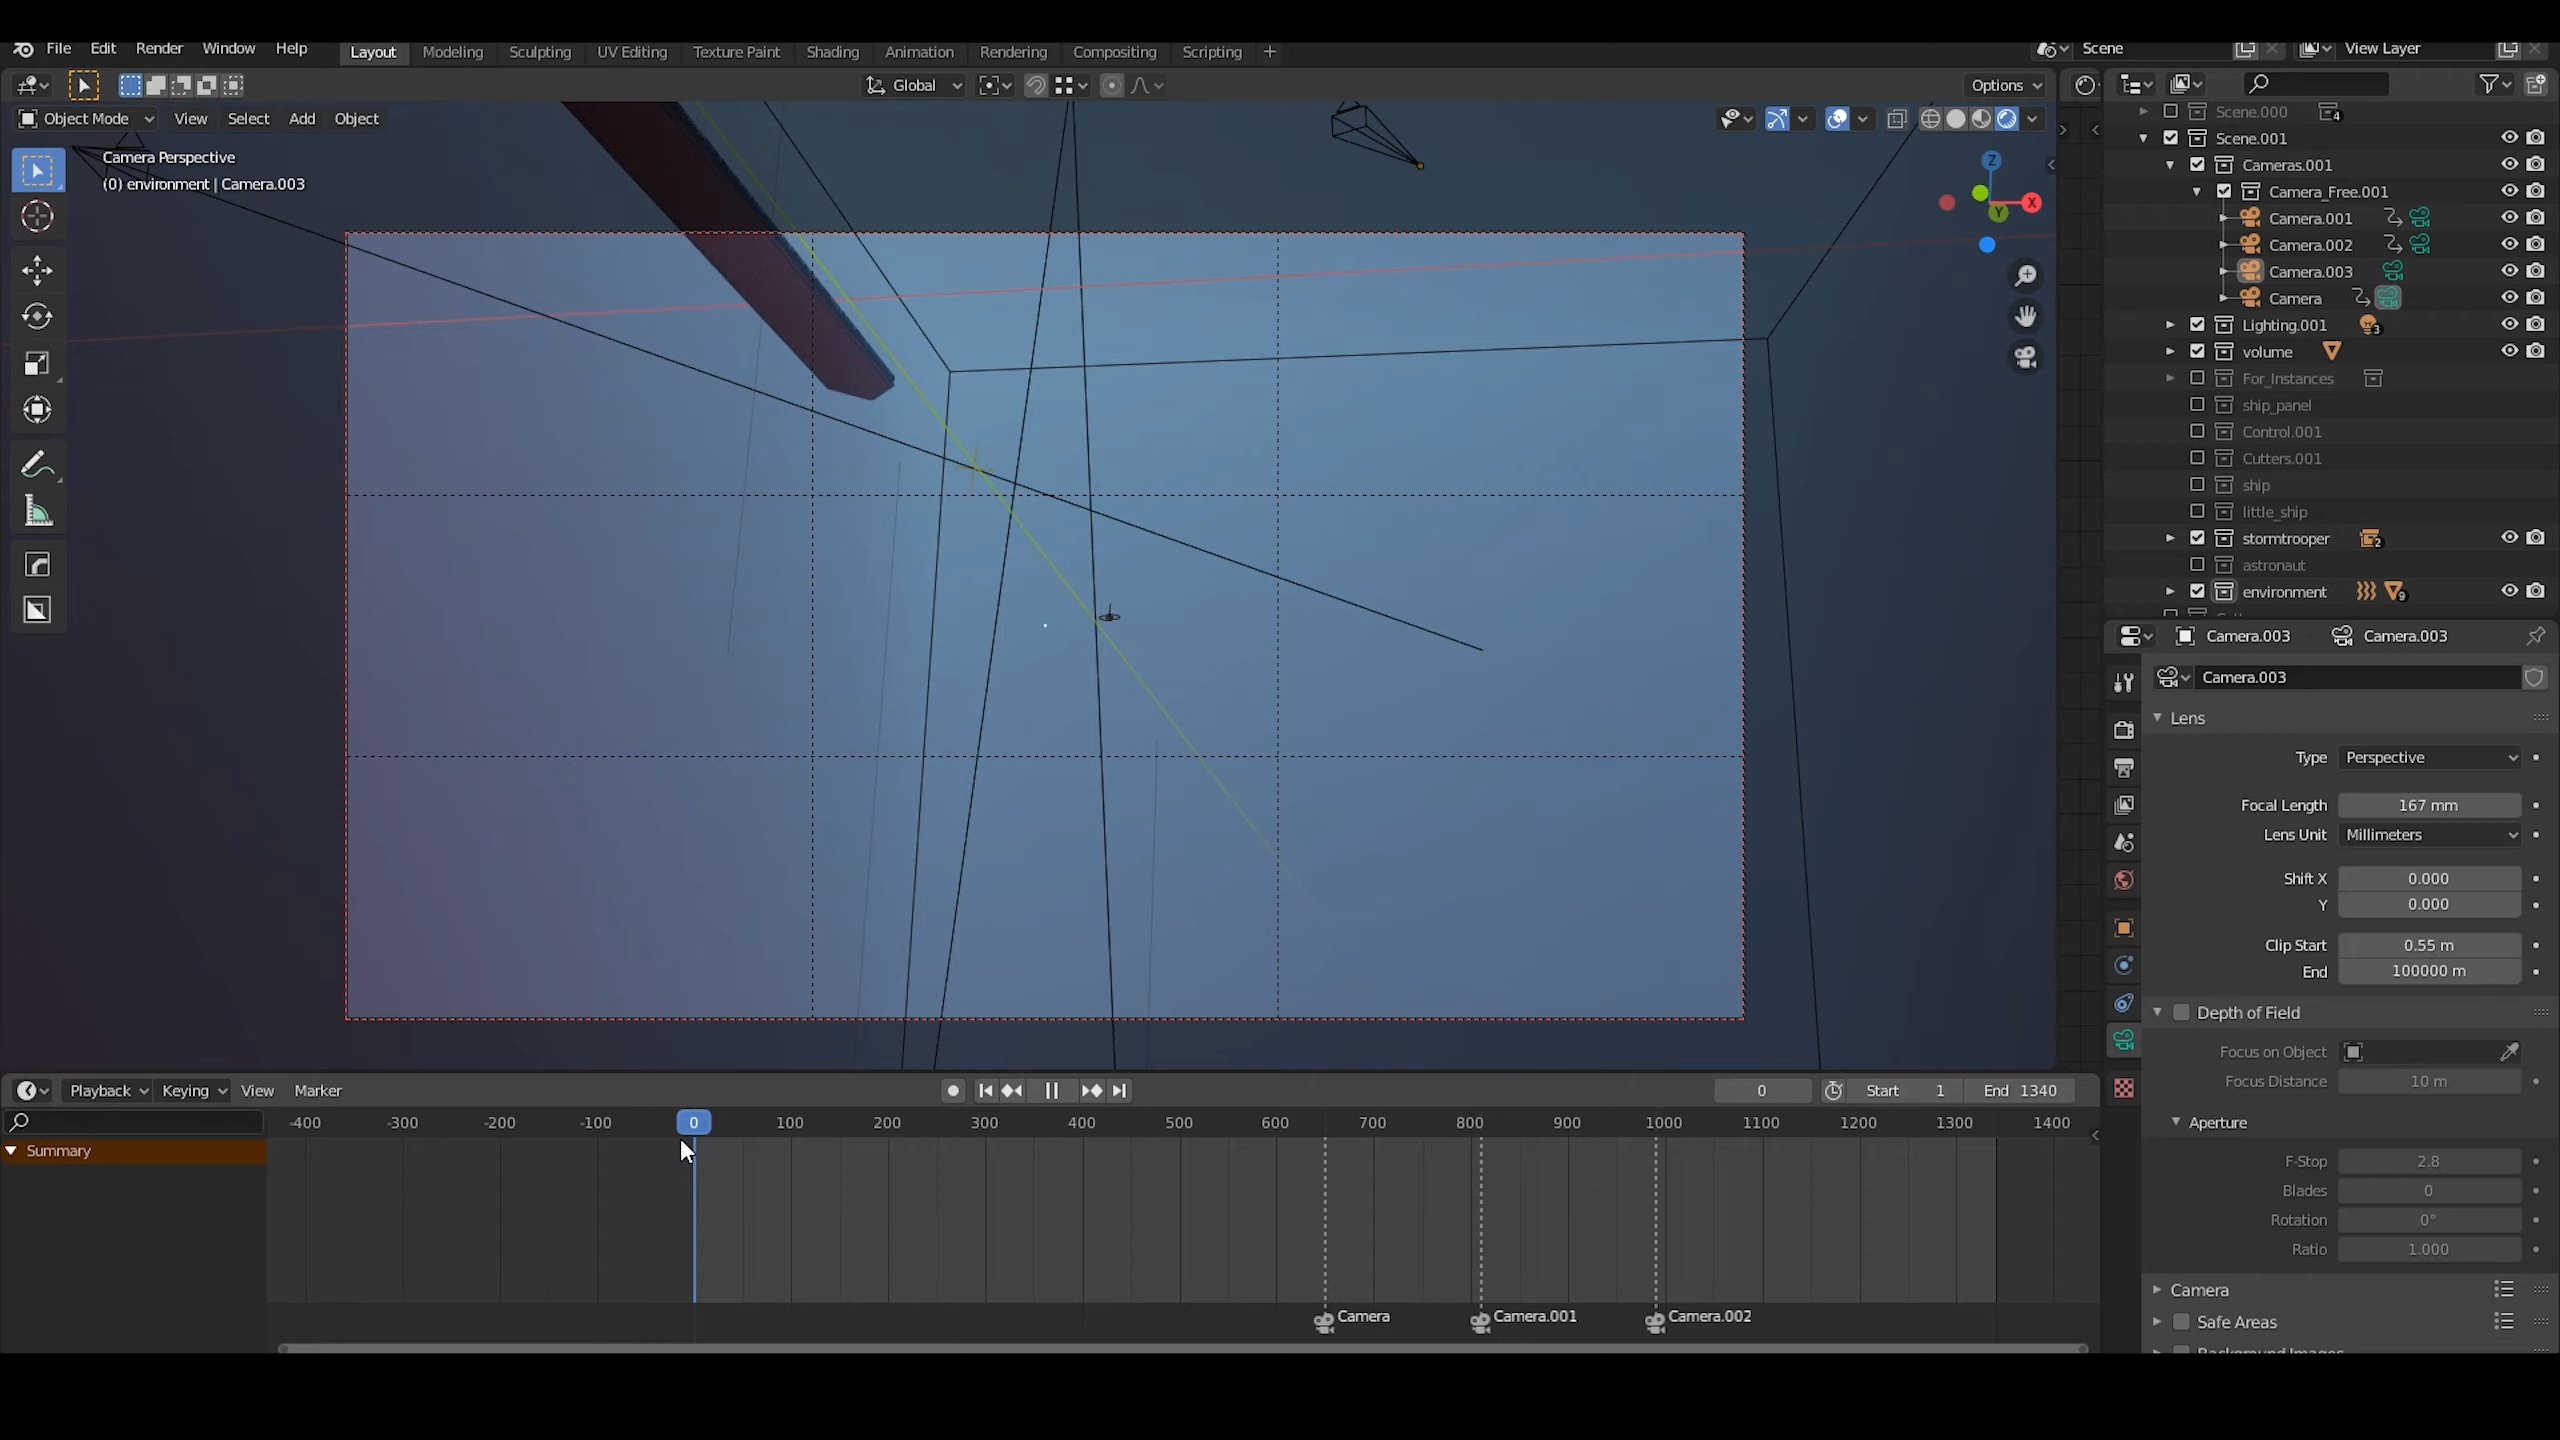 File Edit Render Window Help Layout Modeling Sculpting UV Editing Texture Paint Shading Animation Rendering Compositing Scripting + Scene View Layer
Global Options
Object Mode View Select Add Object
Camera Perspective
(0) environment | Camera.003
Z
X
Y
Scene.000 4
Scene.001
Cameras.001
Camera_Free.001
Camera.001
Camera.002
Camera.003
Camera
Lighting.001 3
volume
For_Instances
ship_panel
Control.001
Cutters.001
ship
little_ship
stormtrooper 2
astronaut
environment 9
Camera.003 Camera.003
Camera.003
Lens
Type Perspective
Focal Length 167 mm
Lens Unit Millimeters
Shift X 0.000
Y 0.000
Clip Start 0.55 m
End 100000 m
Depth of Field
Focus on Object
Focus Distance 10 m
Aperture
F-Stop 2.8
Blades 0
Rotation 0°
Ratio 1.000
Camera
Safe Areas
Playback Keying View Marker 0 Start 1 End 1340
-400 -300 -200 -100 0 100 200 300 400 500 600 700 800 900 1000 1100 1200 1300 1400
Summary
Camera Camera.001 Camera.002